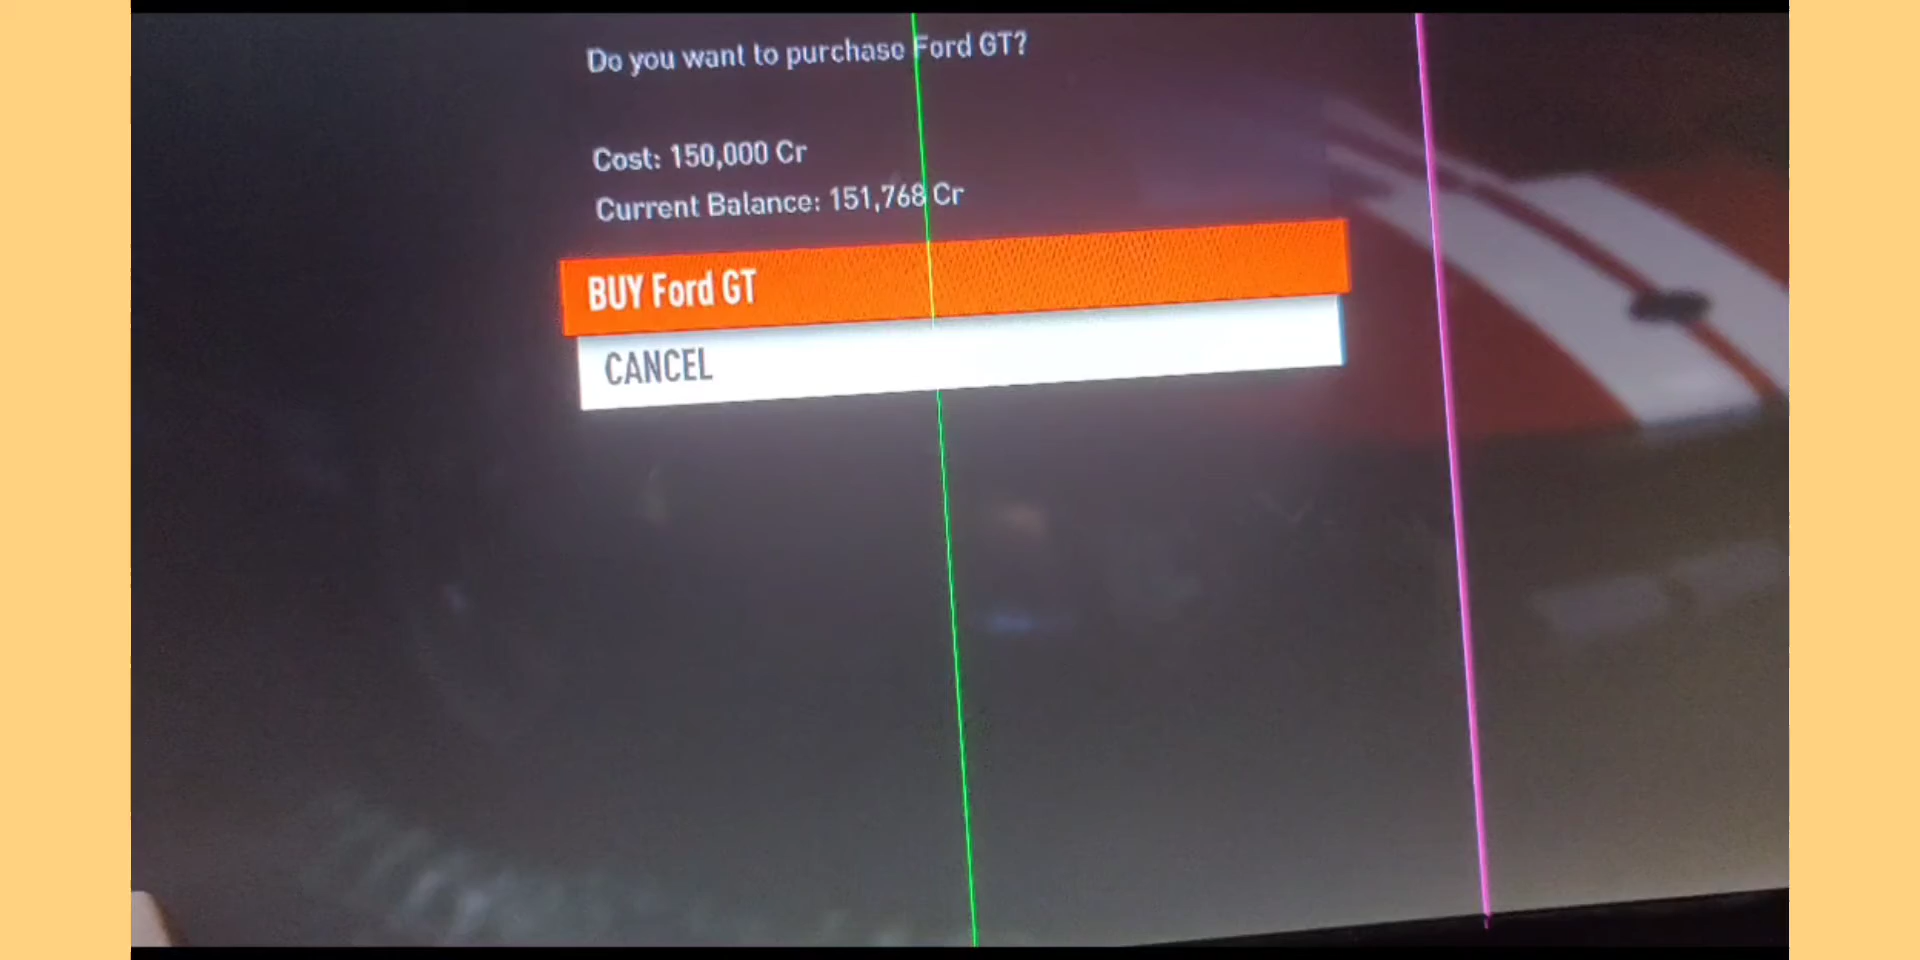 Do you want to purchase Ford GT?
Cost: 150,000 Cr
Current Balance: 151,768 Cr
BUY Ford GT
CANCEL